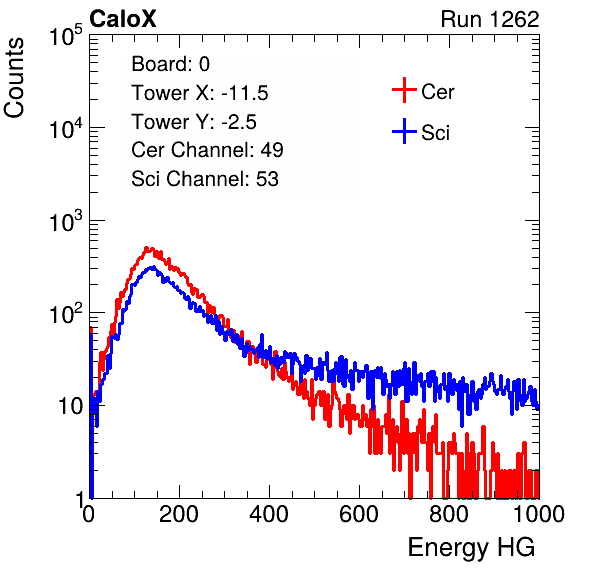 CaloX Run 1262
Counts
Board: 0
Tower X: -11.5
Tower Y: -2.5
Cer Channel: 49
Sci Channel: 53
Cer
Sci
10^5
10^4
10^3
10^2
10
1
0 200 400 600 800 1000
Energy HG